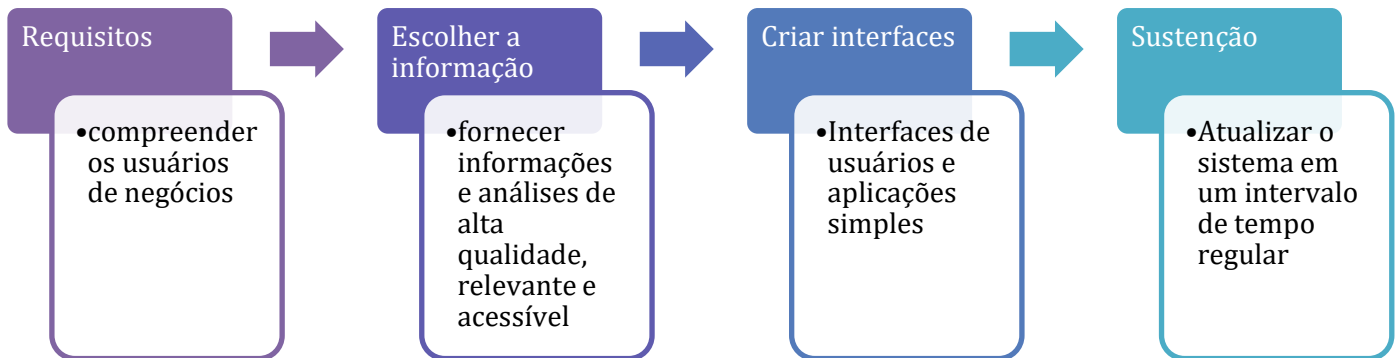 Requisitos
•compreender
os usuários
de negócios
Escolher a
informação
•fornecer
informações
e análises de
alta
qualidade,
relevante e
acessível
Criar interfaces
•Interfaces de
usuários e
aplicações
simples
Sustenção
•Atualizar o
sistema em
um intervalo
de tempo
regular